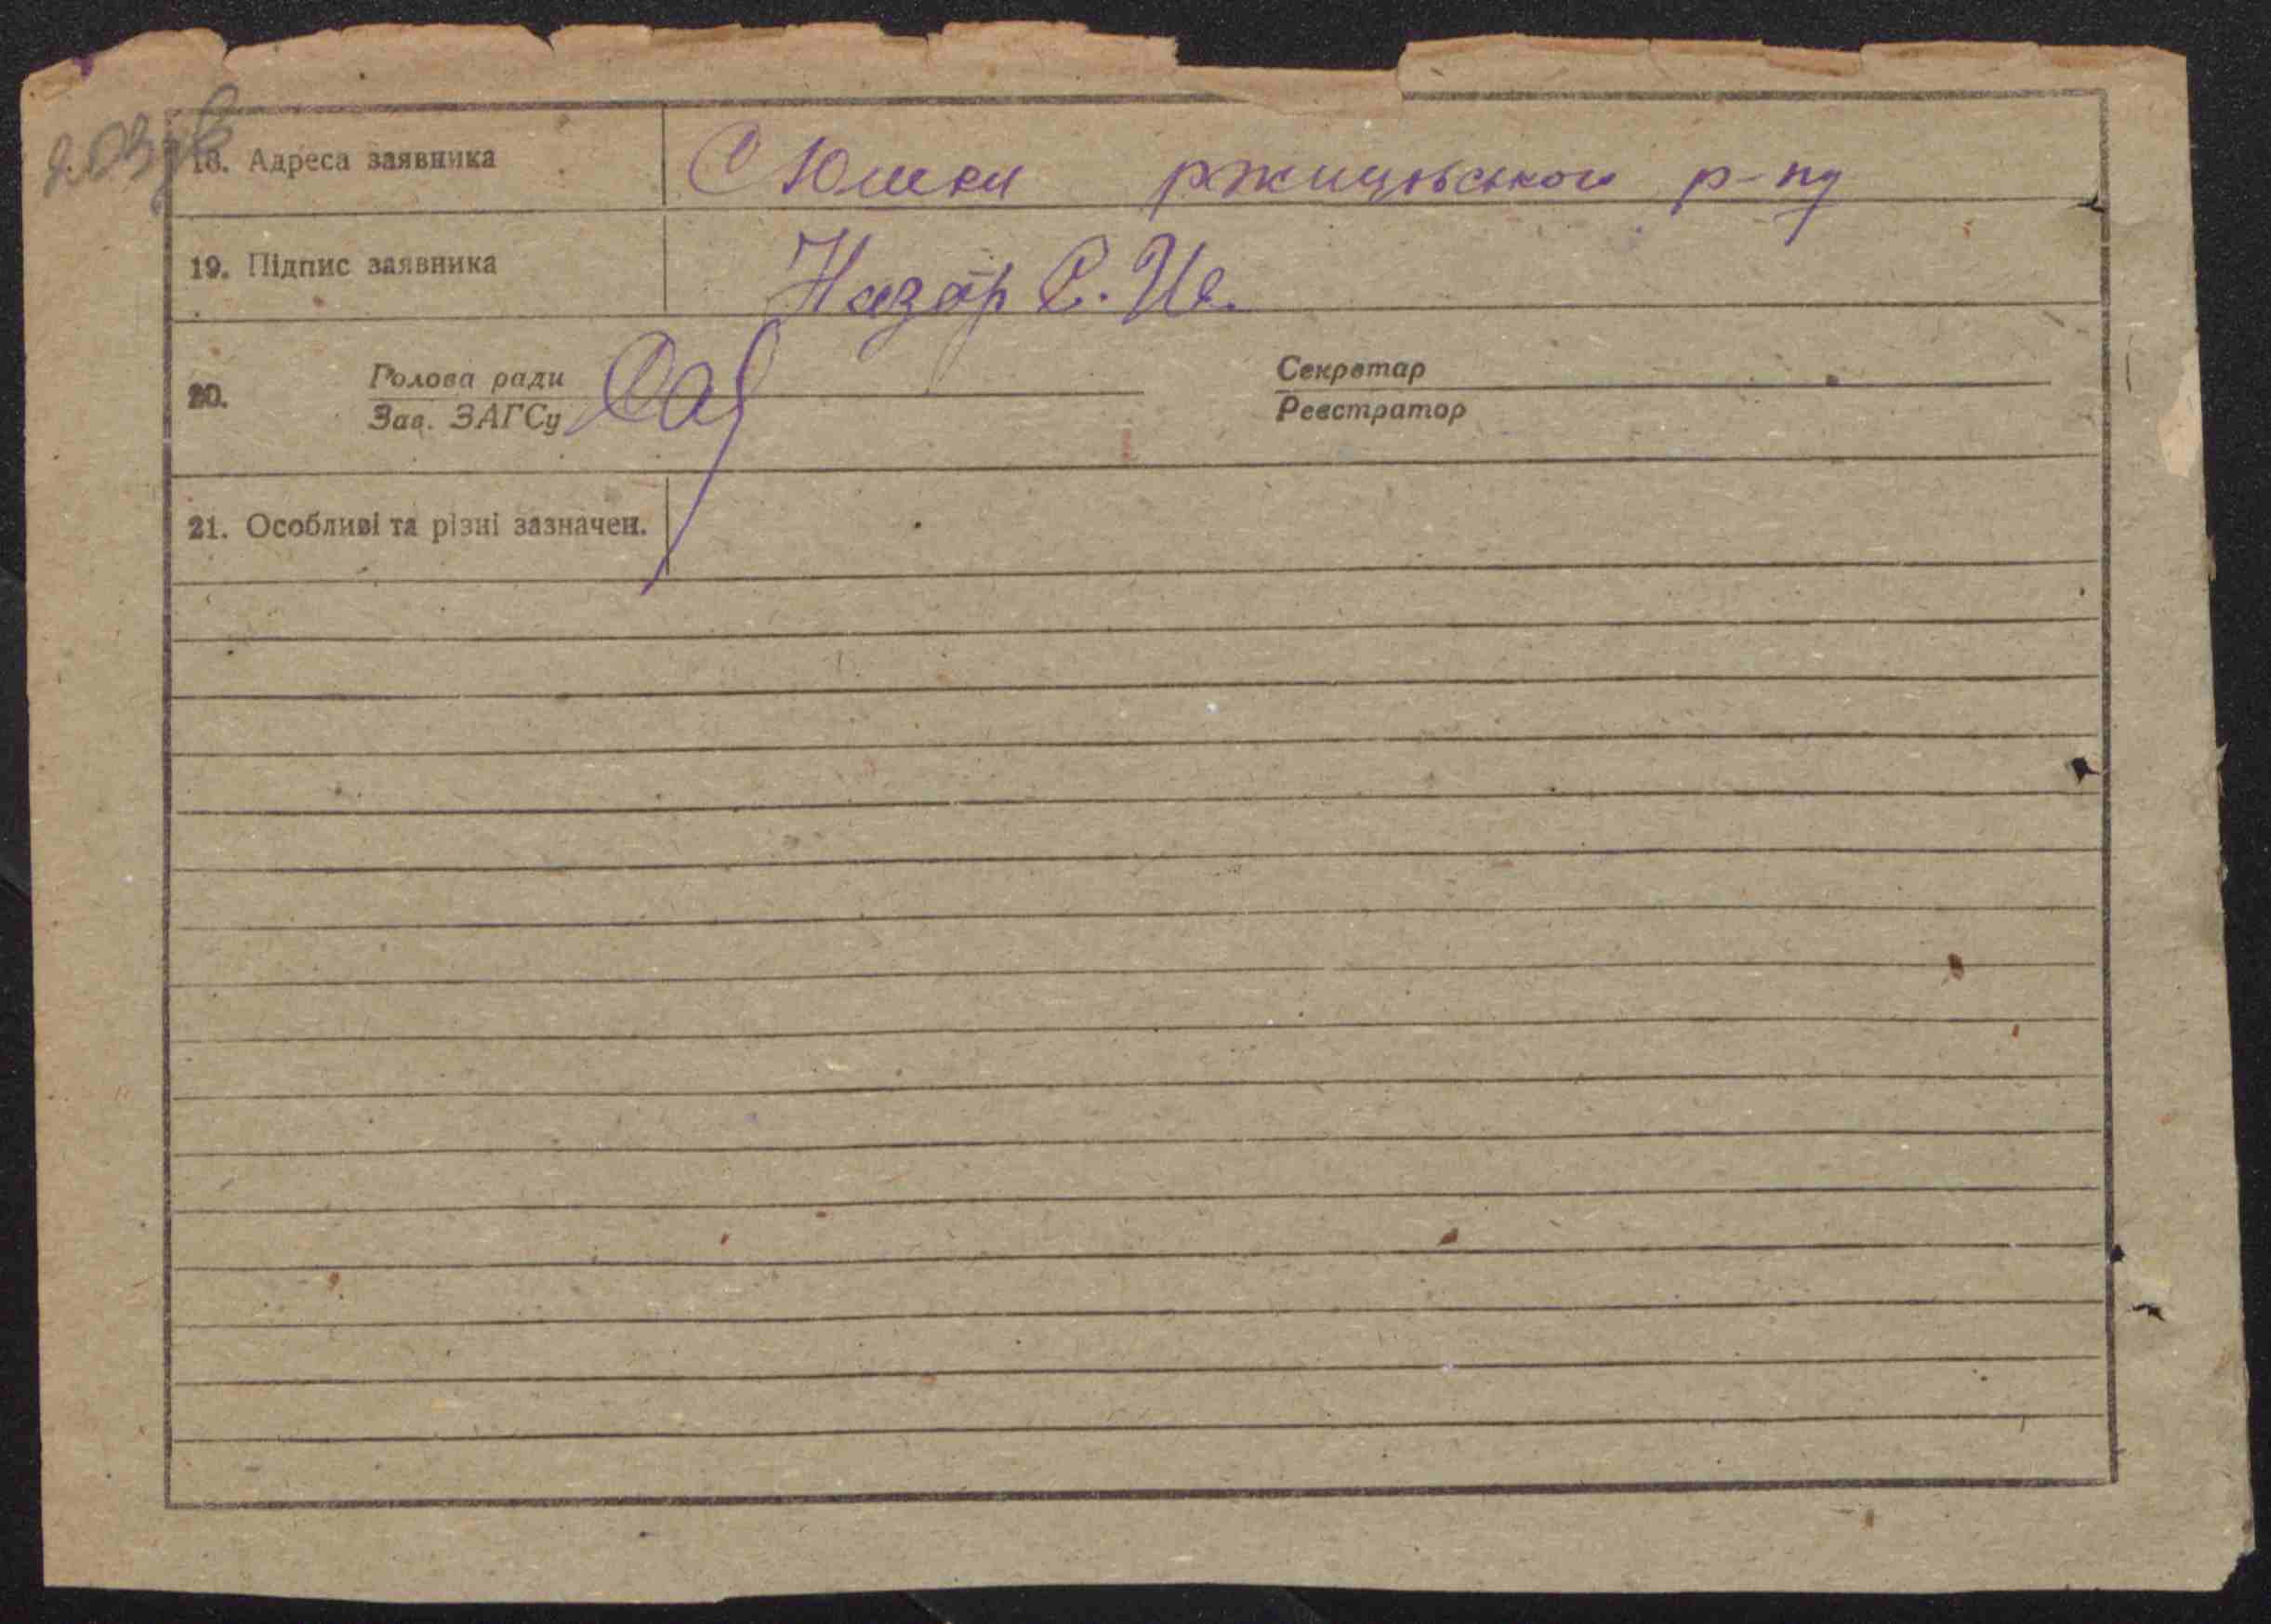 18. Адреса заявника С Юшки ржищівського р-ну
19. Підпис заявника Назар С. И.
20. Голова ради Секретар
Зав. ЗАГСу Реєстратор
21. Особливі та різні зазначен.